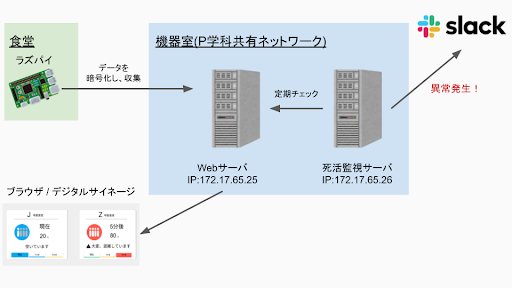 食堂
ラズパイ
データを
暗号化し、収集
機器室(P学科共有ネットワーク)
定期チェック
slack
異常発生！
Webサーバ
IP:172.17.65.25
死活監視サーバ
IP:172.17.65.26
ブラウザ / デジタルサイネージ
J
現在
20
空いています
Z
5分後
80
▲大変、混雑しています